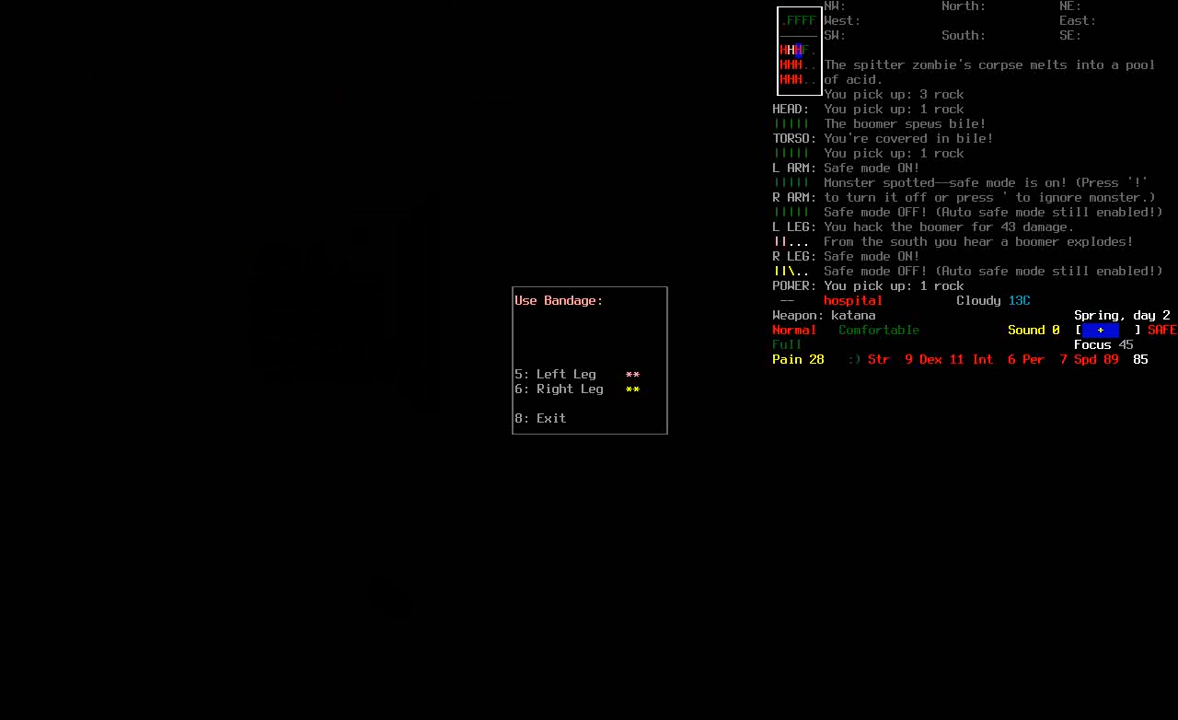 NW: North: NE:
.FFFF West: East:
SW: South: SE:
HHHF.
HHH.. The spitter zombie's corpse melts into a pool
HHH.. of acid.
You pick up: 3 rock
HEAD: You pick up: 1 rock
||||| The boomer spews bile!
TORSO: You're covered in bile!
||||| You pick up: 1 rock
L ARM: Safe mode ON!
||||| Monster spotted--safe mode is on! (Press '!'
R ARM: to turn it off or press ' to ignore monster.)
||||| Safe mode OFF! (Auto safe mode still enabled!)
L LEG: You hack the boomer for 43 damage.
||... From the south you hear a boomer explodes!
R LEG: Safe mode ON!
||\.. Safe mode OFF! (Auto safe mode still enabled!)
POWER: You pick up: 1 rock
-- hospital Cloudy 13C
Weapon: katana Spring, day 2
Normal Comfortable Sound 0 [ + ] SAFE
Full Focus 45
Pain 28 :) Str 9 Dex 11 Int 6 Per 7 Spd 89 85
Use Bandage:
5: Left Leg **
6: Right Leg **
8: Exit